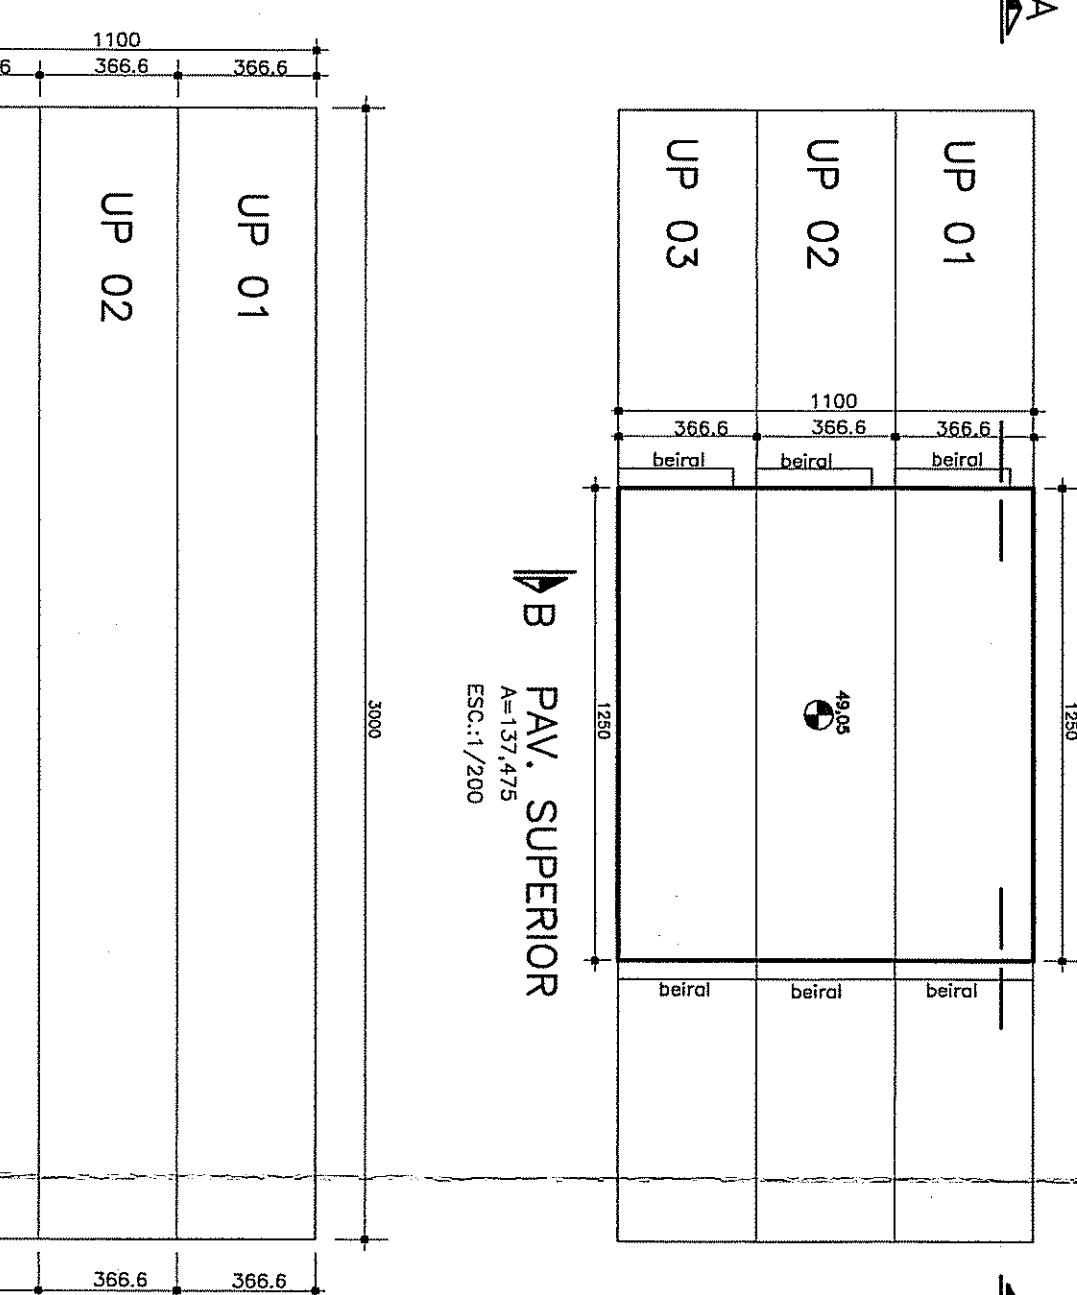 A
1100
6
366.6
366.6
UP 02
UP 01
3000
366.6
366.6
UP 03
UP 02
UP 01
1100
366.6
366.6
366.6
beiral
beiral
beiral
1250
1250
49,05
beiral
beiral
beiral
B
PAV. SUPERIOR
A=137,475
ESC.:1/200